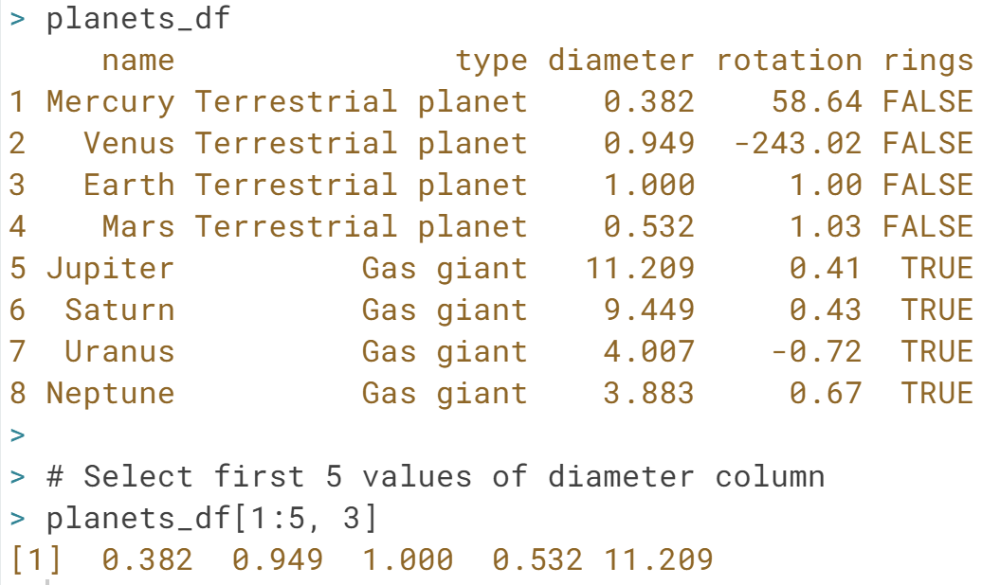 > planets_df
     name               type diameter rotation rings
1 Mercury Terrestrial planet    0.382    58.64 FALSE
2   Venus Terrestrial planet    0.949  -243.02 FALSE
3   Earth Terrestrial planet    1.000     1.00 FALSE
4    Mars Terrestrial planet    0.532     1.03 FALSE
5 Jupiter          Gas giant   11.209     0.41  TRUE
6  Saturn          Gas giant    9.449     0.43  TRUE
7  Uranus          Gas giant    4.007    -0.72  TRUE
8 Neptune          Gas giant    3.883     0.67  TRUE
>
> # Select first 5 values of diameter column
> planets_df[1:5, 3]
[1]  0.382  0.949  1.000  0.532 11.209